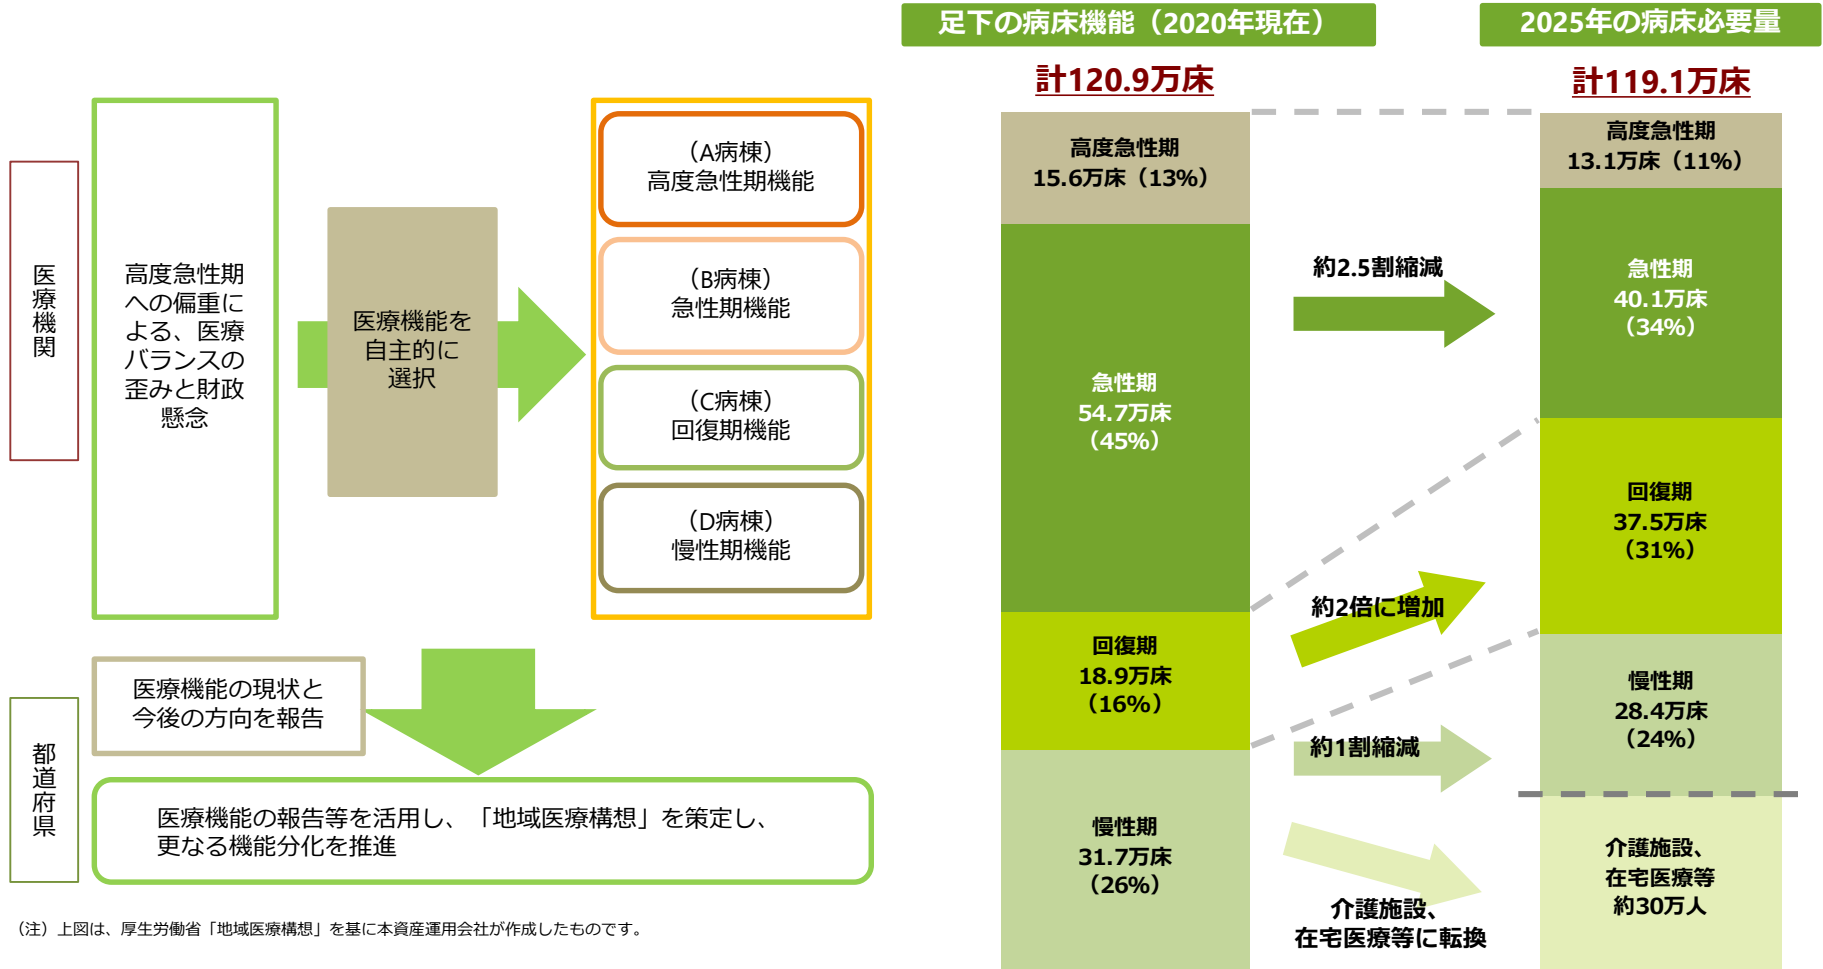 医療機関
高度急性期
への偏重に
よる、医療
バランスの
歪みと財政
懸念
医療機能を
自主的に
選択
（A病棟）
高度急性期機能
（B病棟）
急性期機能
（C病棟）
回復期機能
（D病棟）
慢性期機能
都道府県
医療機能の現状と
今後の方向を報告
医療機能の報告等を活用し、「地域医療構想」を策定し、
更なる機能分化を推進
（注）上図は、厚生労働省「地域医療構想」を基に本資産運用会社が作成したものです。
足下の病床機能（2020年現在）
計120.9万床
高度急性期
15.6万床（13%）
急性期
54.7万床
（45%）
回復期
18.9万床
（16%）
慢性期
31.7万床
（26%）
約2.5割縮減
約2倍に増加
約1割縮減
介護施設、
在宅医療等に転換
2025年の病床必要量
計119.1万床
高度急性期
13.1万床（11%）
急性期
40.1万床
（34%）
回復期
37.5万床
（31%）
慢性期
28.4万床
（24%）
介護施設、
在宅医療等
約30万人